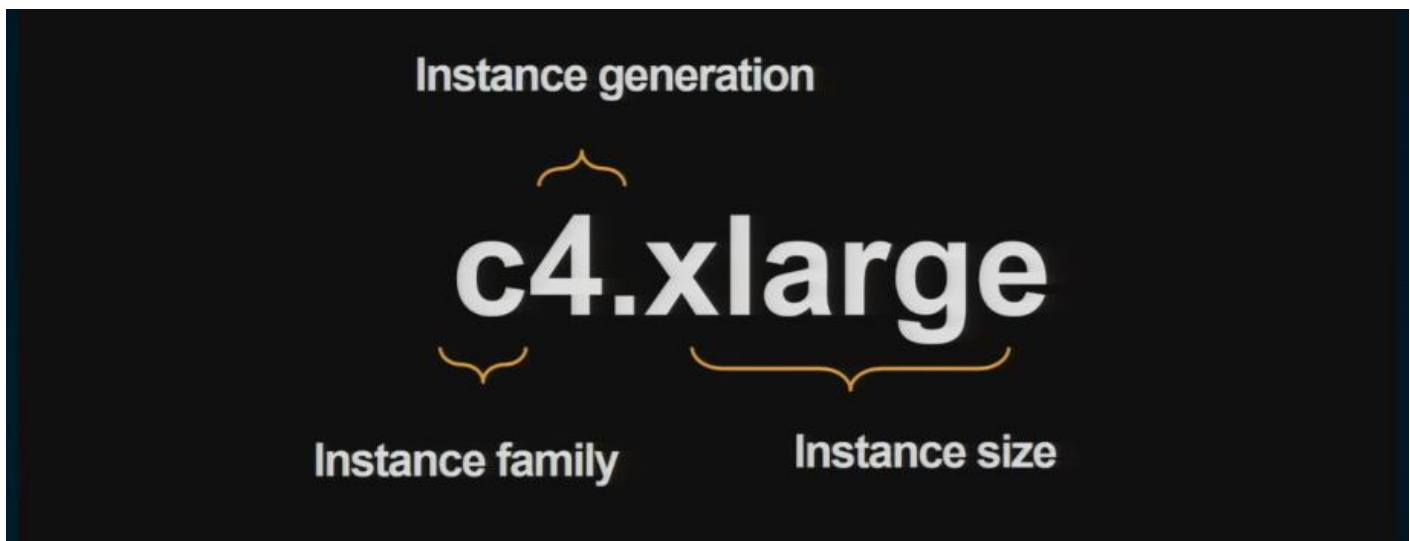 Instance generation
c4.xlarge
Instance family
Instance size